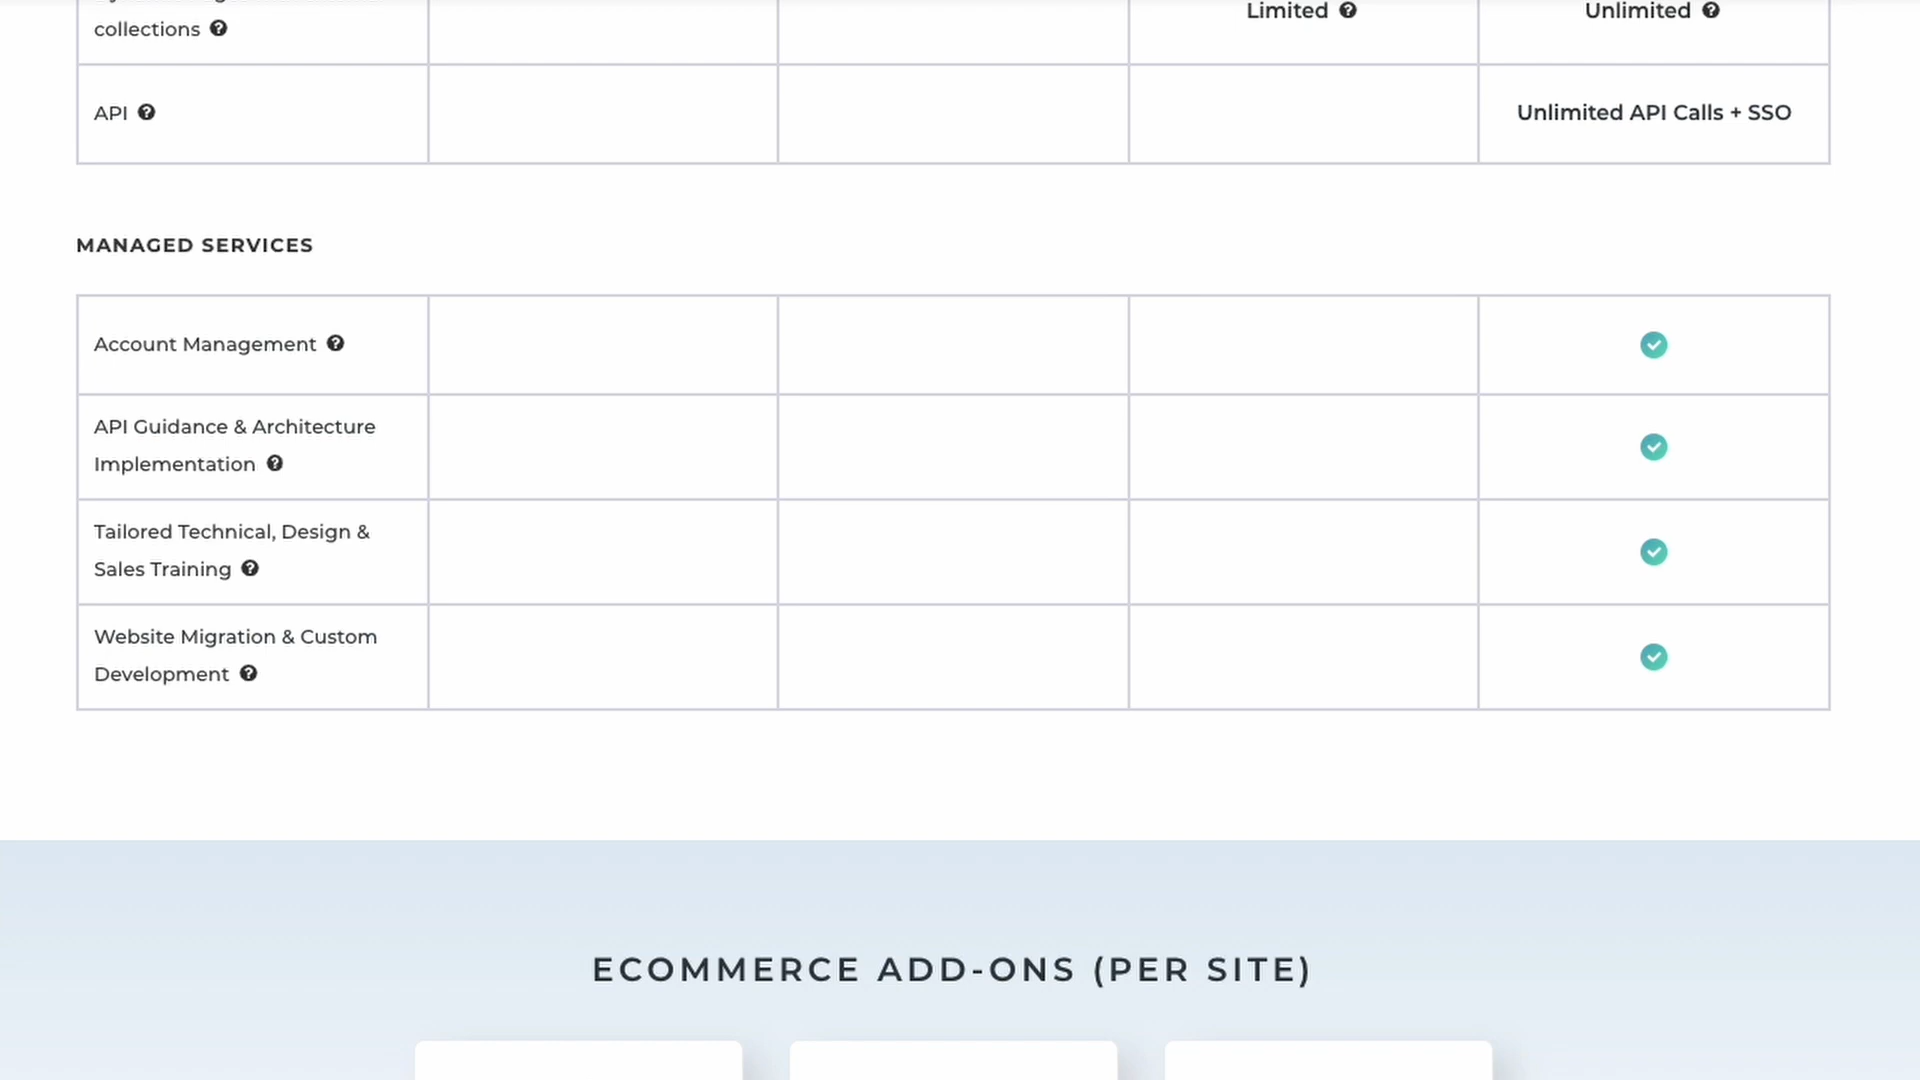 collections
Limited
Unlimited
API
Unlimited API Calls + SSO
MANAGED SERVICES
Account Management
API Guidance & Architecture
Implementation
Tailored Technical, Design &
Sales Training
Website Migration & Custom
Development
ECOMMERCE ADD-ONS (PER SITE)